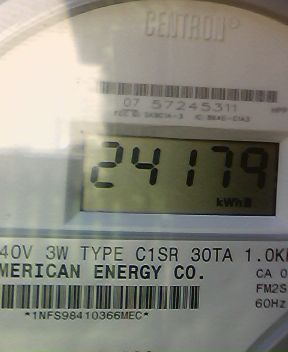 CENTRON®
07 57245311
24179
kWh
40V 3W TYPE C1SR 30TA 1.0K
MERICAN ENERGY CO.
CA 0
FM2S
60Hz
*1NFS98410366MEC*